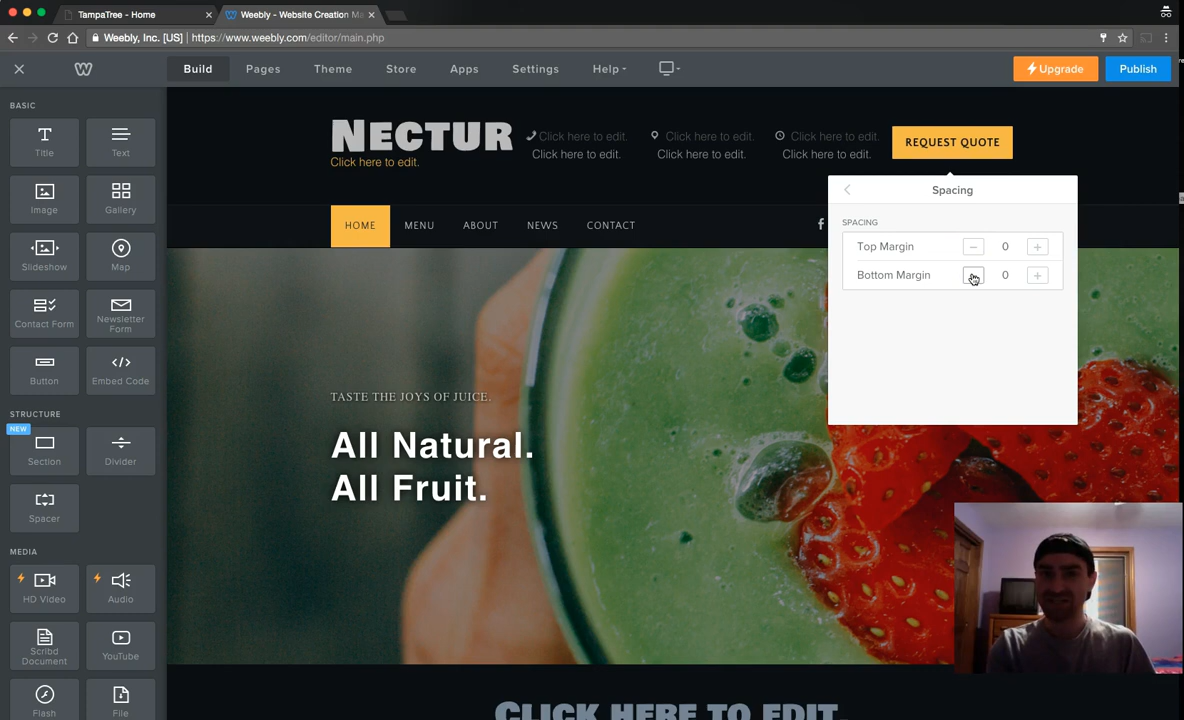 TampaTree - Home
Weebly - Website Creation Ma
Weebly, Inc. [US] | https://www.weebly.com/editor/main.php
Build
Pages
Theme
Store
Apps
Settings
Help
Upgrade
Publish
BASIC
Title
Text
Image
Gallery
Slideshow
Map
Contact Form
Newsletter
Form
Button
Embed Code
STRUCTURE
NEW
Section
Divider
Spacer
MEDIA
HD Video
Audio
Scribd
Document
YouTube
Flash
File
NECTUR
Click here to edit.
Click here to edit.
Click here to edit.
Click here to edit.
Click here to edit.
Click here to edit.
Click here to edit.
REQUEST QUOTE
HOME
MENU
ABOUT
NEWS
CONTACT
Spacing
SPACING
Top Margin − 0 +
Bottom Margin 0 +
TASTE THE JOYS OF JUICE.
All Natural.
All Fruit.
CLICK HERE TO EDIT.